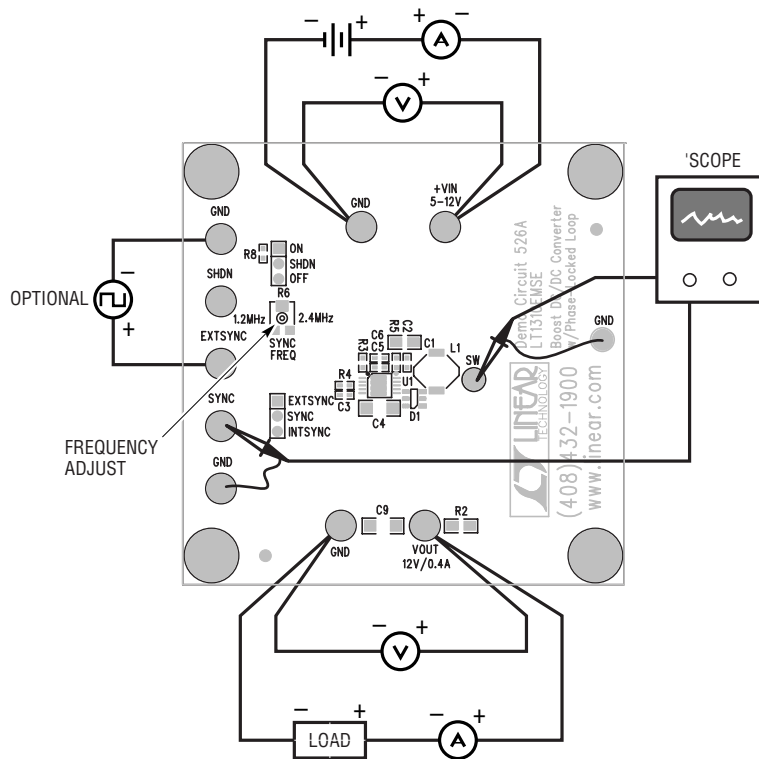 − + + − A
− + V
'SCOPE
GND
+VIN
5–12V
GND
ON
R8
SHDN
SHDN
OFF
R6
OPTIONAL
−
+
1.2MHz 2.4MHz
SYNC
FREQ
EXTSYNC
SYNC
EXTSYNC
SYNC
INTSYNC
GND
FREQUENCY
ADJUST
R3
C6
C5
R5
C2
C1
L1
R4
C3
U1
C4
D1
SW
GND
Demo Circuit 526A
LT1310EMSE
Boost DC/DC Converter
w/Phase-Locked Loop
LINEAR
TECHNOLOGY
(408)432-1900
www.linear.com
GND
C9
R2
VOUT
12V/0.4A
− + V
− + − + A
LOAD